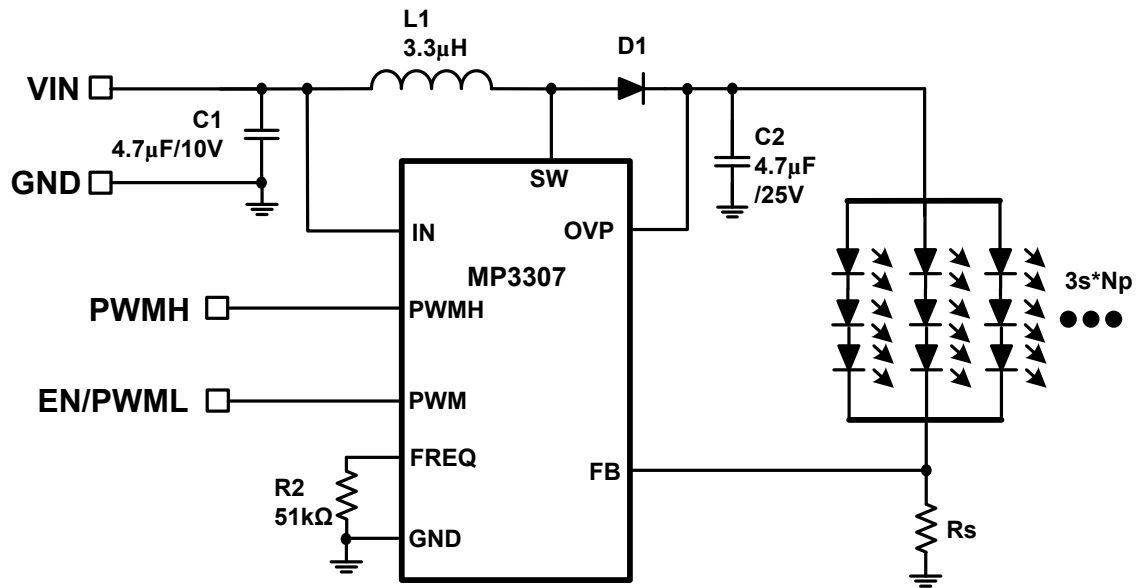 L1
3.3µH
D1
VIN
C1
4.7µF/10V
C2
4.7µF
/25V
GND
SW
IN
OVP
MP3307
3s*Np
PWMH
PWMH
EN/PWML
PWM
FREQ
FB
R2
51kΩ
GND
Rs